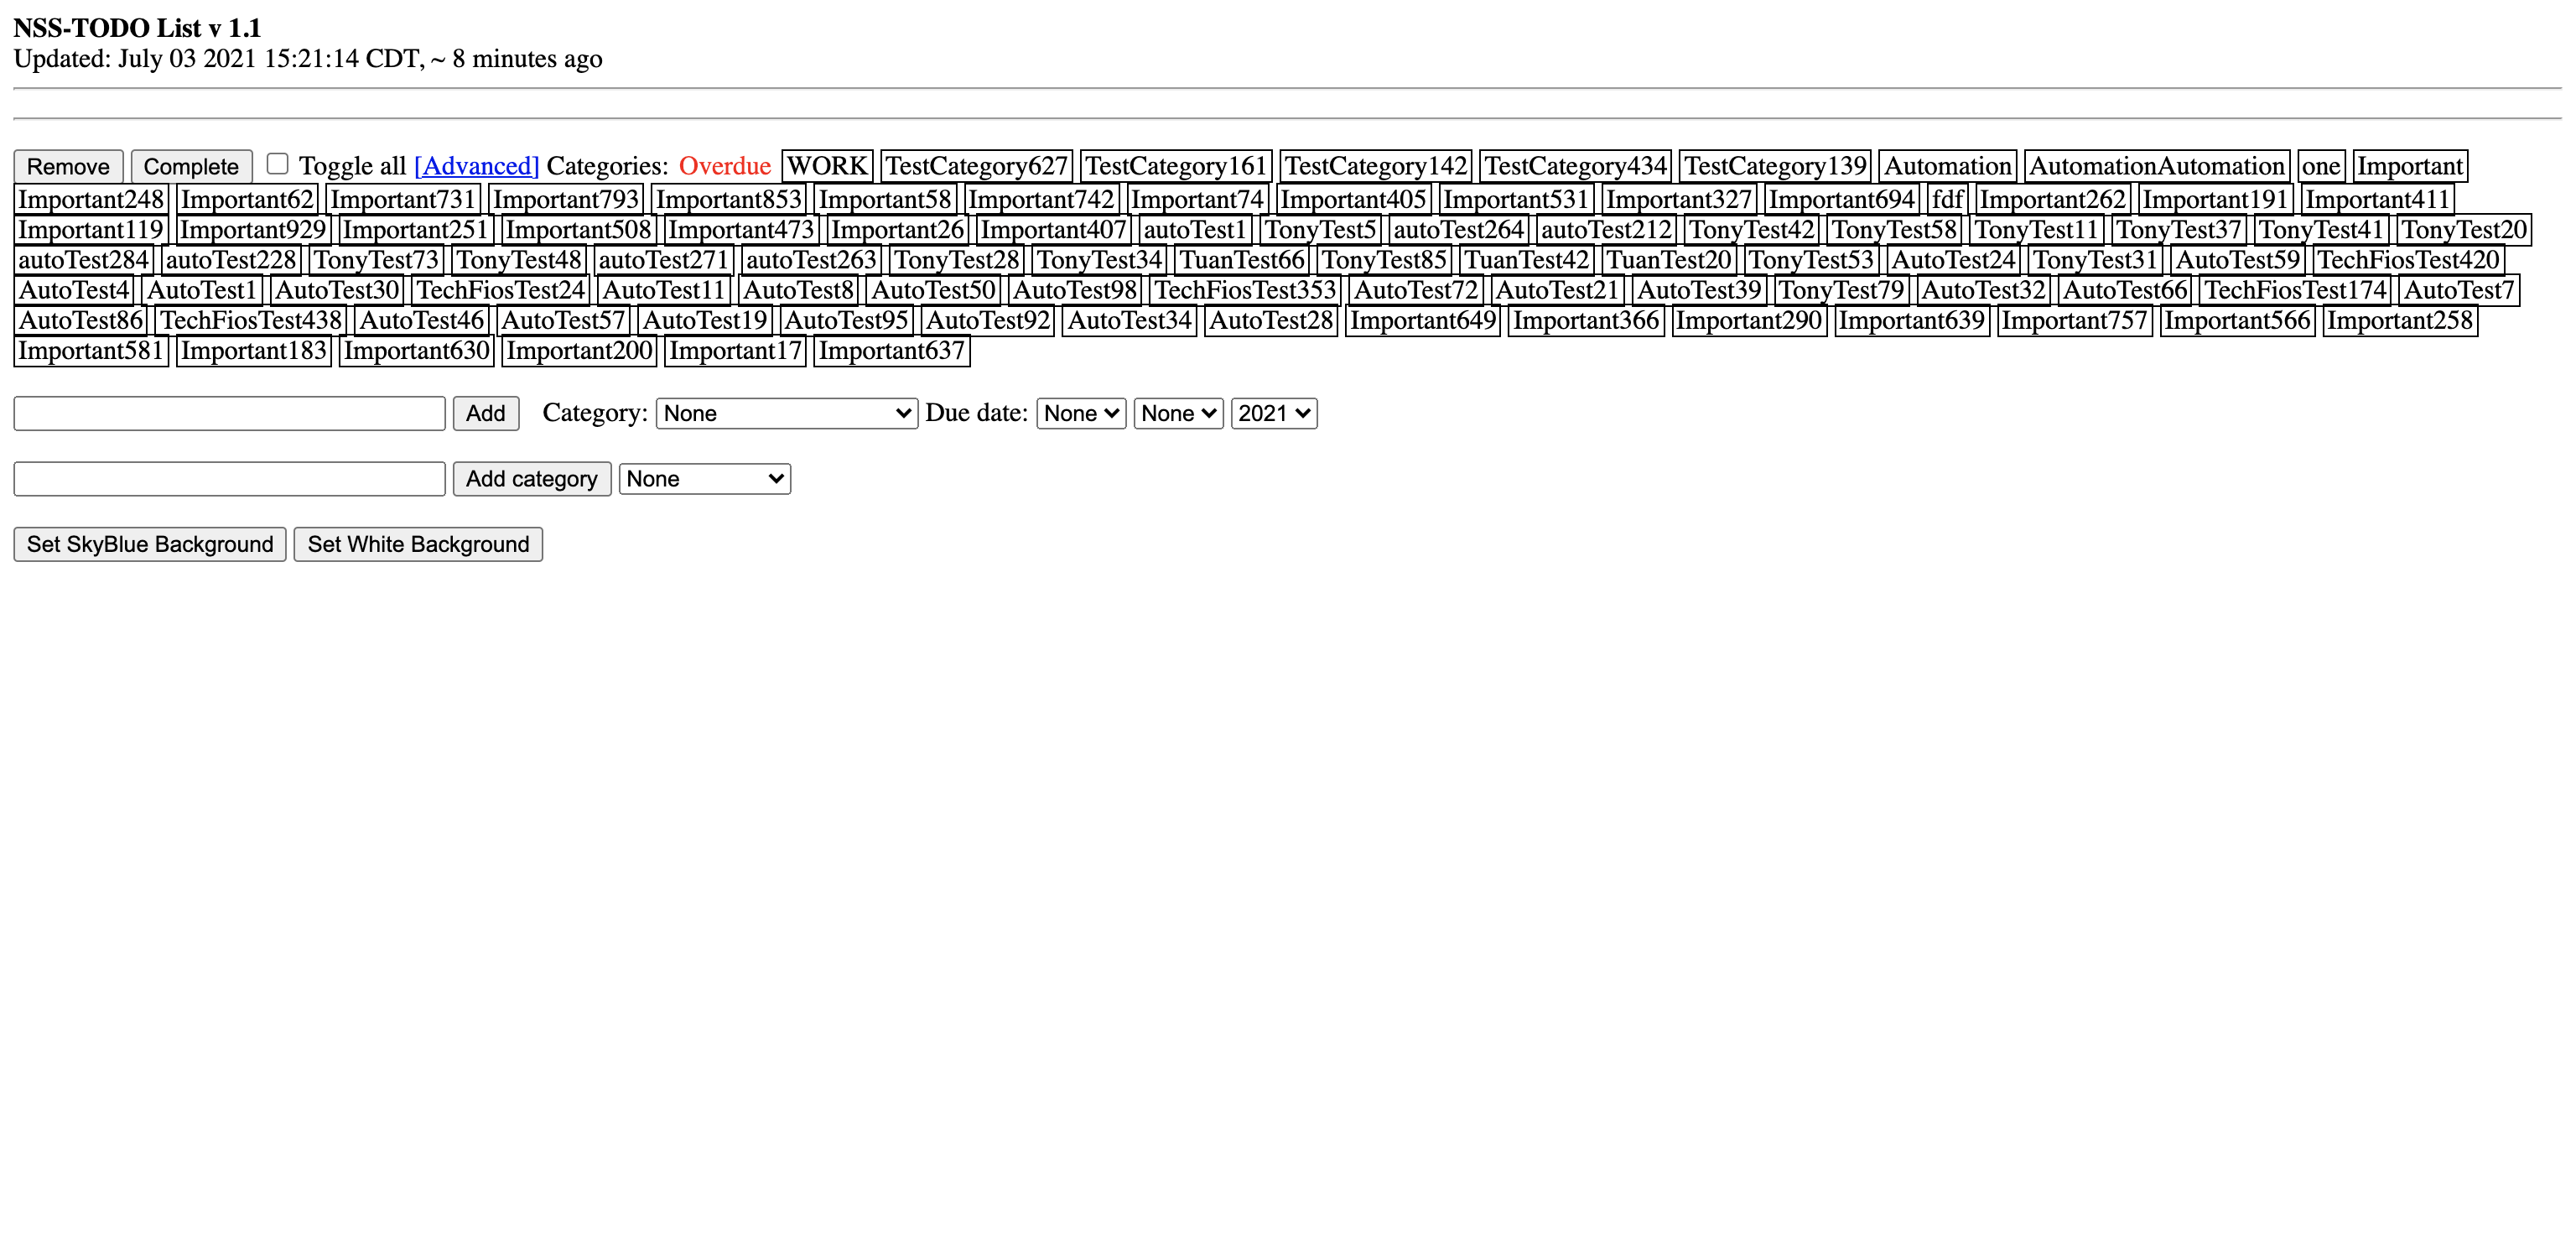 NSS-TODO List v 1.1
Updated: July 03 2021 15:21:14 CDT, ~ 8 minutes ago
Remove Complete Toggle all [Advanced] Categories: Overdue WORK TestCategory627 TestCategory161 TestCategory142 TestCategory434 TestCategory139 Automation AutomationAutomation one Important
Important248 Important62 Important731 Important793 Important853 Important58 Important742 Important74 Important405 Important531 Important327 Important694 fdf Important262 Important191 Important411
Important119 Important929 Important251 Important508 Important473 Important26 Important407 autoTest1 TonyTest5 autoTest264 autoTest212 TonyTest42 TonyTest58 TonyTest11 TonyTest37 TonyTest41 TonyTest20
autoTest284 autoTest228 TonyTest73 TonyTest48 autoTest271 autoTest263 TonyTest28 TonyTest34 TuanTest66 TonyTest85 TuanTest42 TuanTest20 TonyTest53 AutoTest24 TonyTest31 AutoTest59 TechFiosTest420
AutoTest4 AutoTest1 AutoTest30 TechFiosTest24 AutoTest11 AutoTest8 AutoTest50 AutoTest98 TechFiosTest353 AutoTest72 AutoTest21 AutoTest39 TonyTest79 AutoTest32 AutoTest66 TechFiosTest174 AutoTest7
AutoTest86 TechFiosTest438 AutoTest46 AutoTest57 AutoTest19 AutoTest95 AutoTest92 AutoTest34 AutoTest28 Important649 Important366 Important290 Important639 Important757 Important566 Important258
Important581 Important183 Important630 Important200 Important17 Important637
Add Category: None Due date: None None 2021
Add category None
Set SkyBlue Background Set White Background